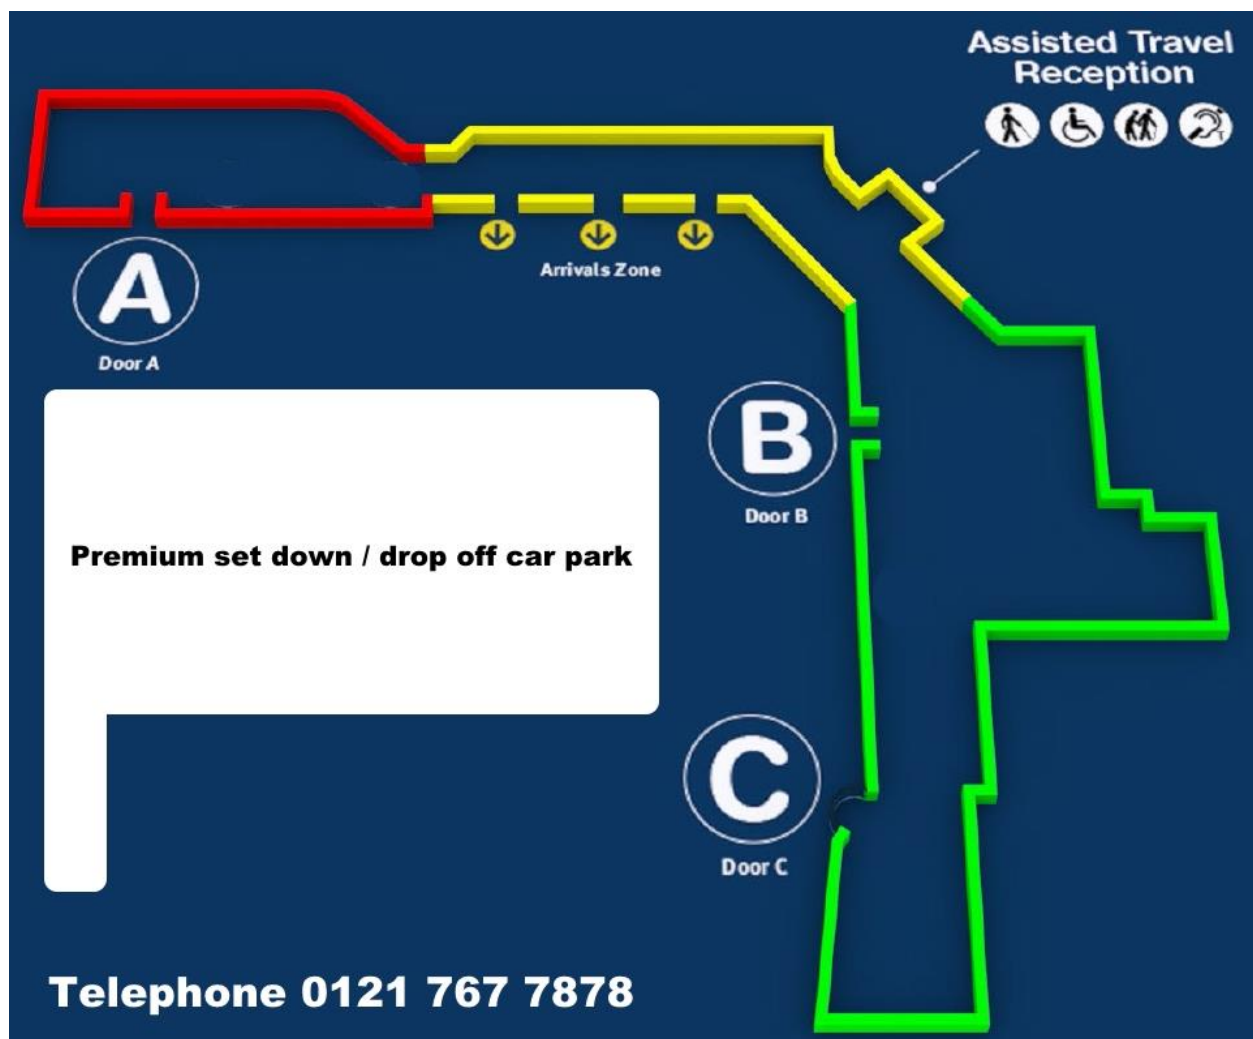 Assisted Travel
Reception
Arrivals Zone
A
Door A
B
Door B
Premium set down / drop off car park
C
Door C
Telephone 0121 767 7878